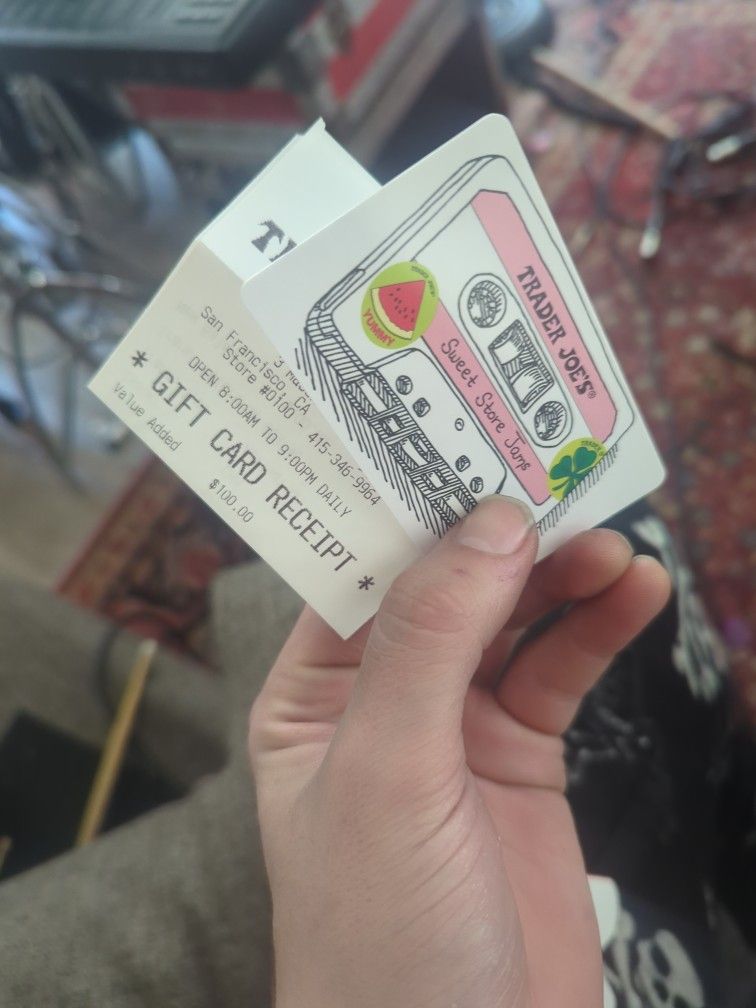 3
San Francisco, CA
Store #0100 - 415-346-9964
OPEN 8:00AM TO 9:00PM DAILY
* GIFT CARD RECEIPT *
Value Added
$100.00
TRADER JOE'S®
Sweet Store Jams
YUMMY